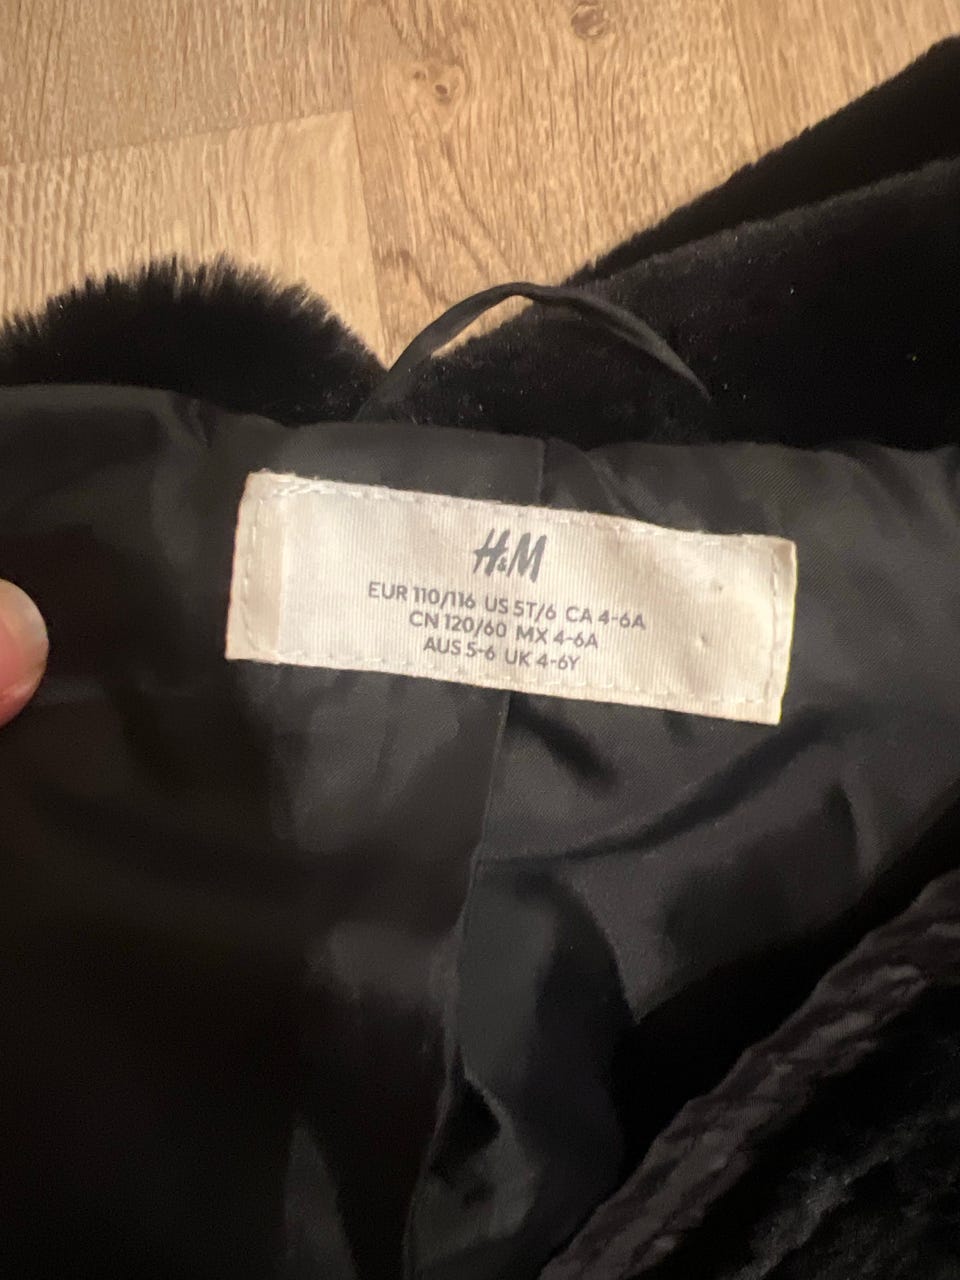 H&M
EUR 110/116 US 5T/6 CA 4-6A
CN 120/60 MX 4-6A
AUS 5-6 UK 4-6Y